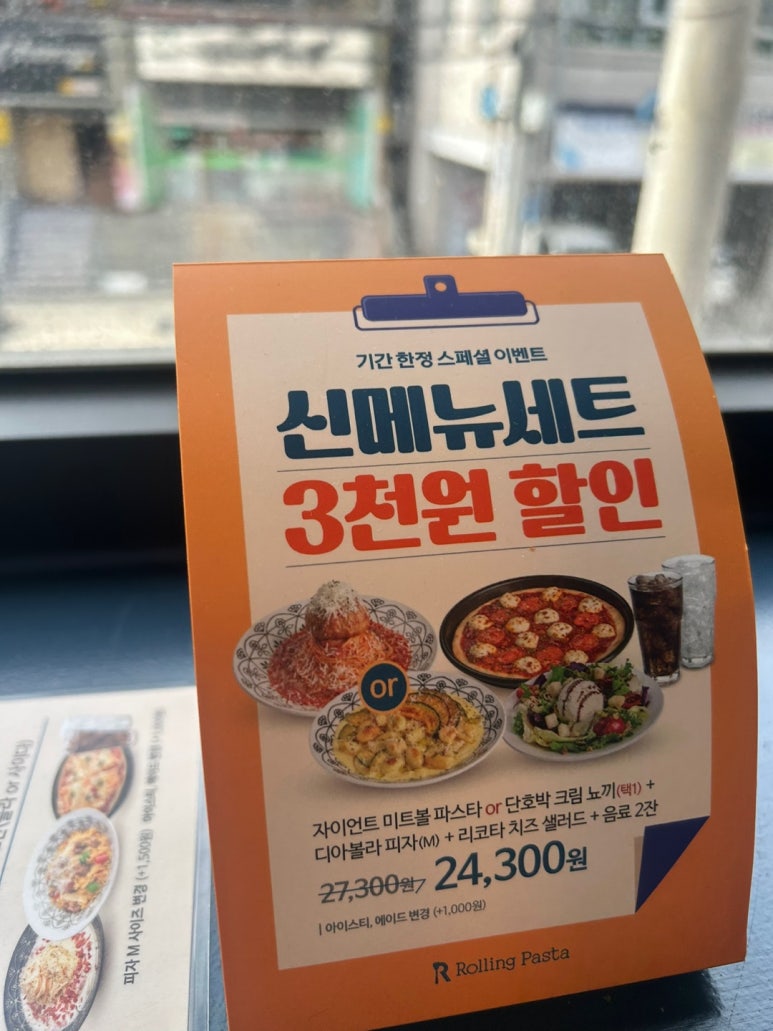 기간 한정 스페셜 이벤트
신메뉴세트
3천원 할인
or
자이언트 미트볼 파스타 or 단호박 크림 뇨끼(택1) +
디아볼라 피자(M) + 리코타 치즈 샐러드 + 음료 2잔
27,300원 24,300원
| 아이스티, 에이드 변경 (+1,000원)
Rolling Pasta
or 사이다)
피자 M 사이즈 변경 (+1,500원)